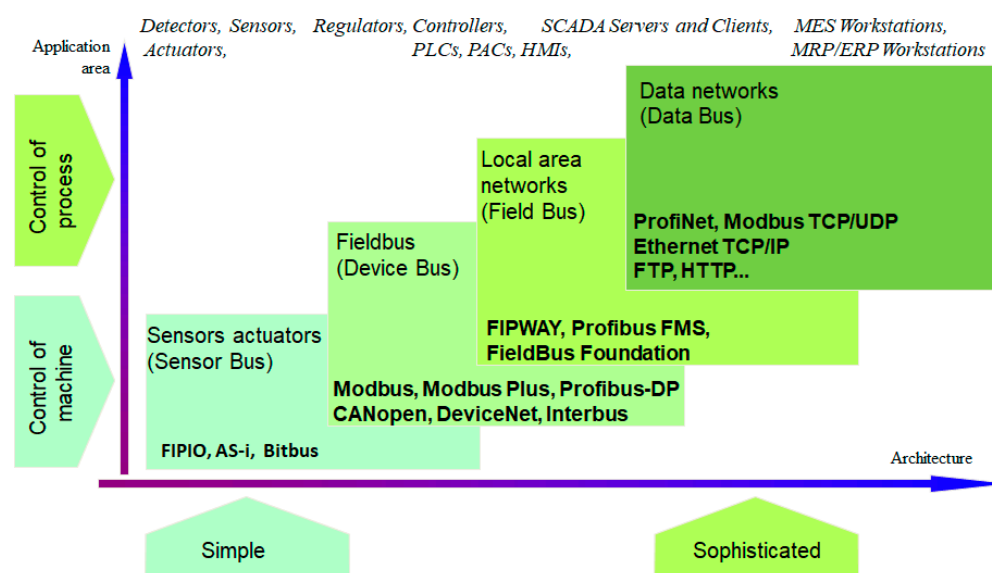 Detectors, Sensors,
Actuators,
Regulators, Controllers,
PLCs, PACs, HMIs,
SCADA Servers and Clients,
MES Workstations,
MRP/ERP Workstations
Application
area
Control of
process
Control of
machine
Data networks
(Data Bus)
ProfiNet, Modbus TCP/UDP
Ethernet TCP/IP
FTP, HTTP...
Local area
networks
(Field Bus)
FIPWAY, Profibus FMS,
FieldBus Foundation
Fieldbus
(Device Bus)
Modbus, Modbus Plus, Profibus-DP
CANopen, DeviceNet, Interbus
Sensors actuators
(Sensor Bus)
FIPIO, AS-i, Bitbus
Architecture
Simple
Sophisticated